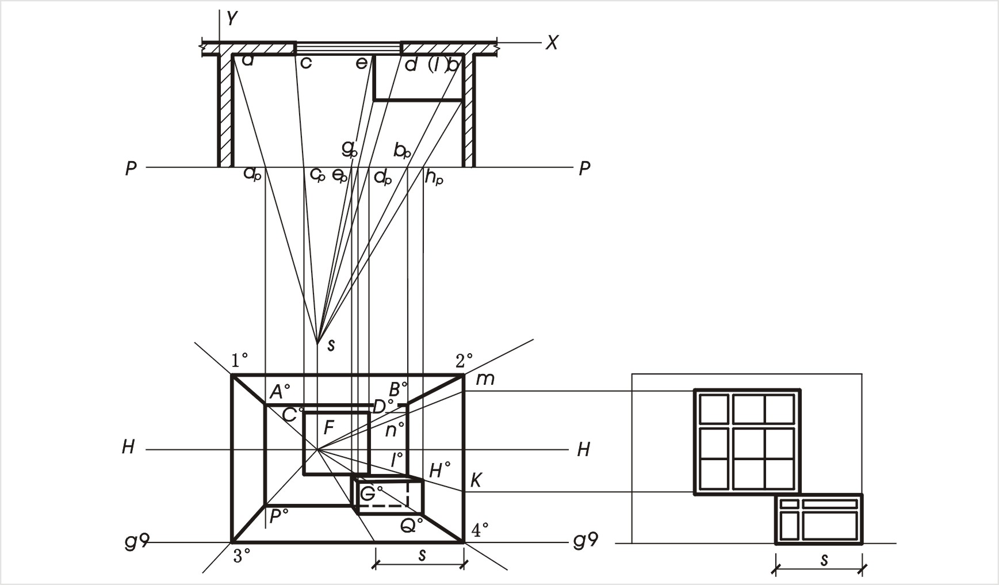 Y
X
a c e d (l)b
g_p b_p
P P
a_p c_p e_p d_p h_p
s
1° 2°
m
A° B°
C° D°
F n°
H H
l° H°
K
G°
P° Q° 4°
g9 g9
3° s s